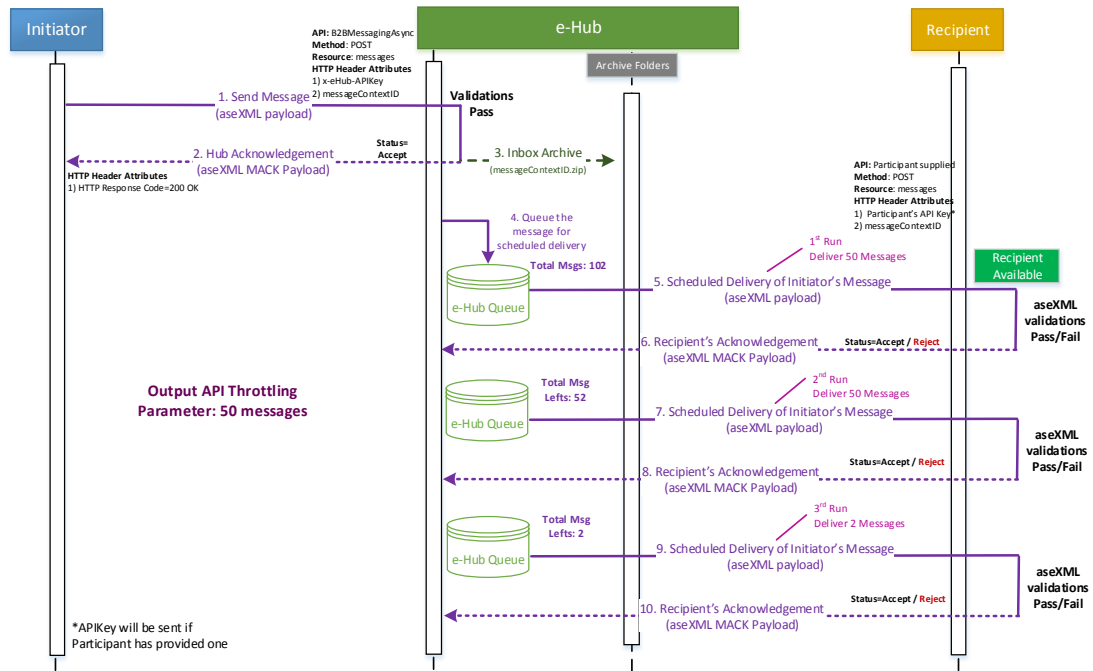 Initiator
e-Hub
Recipient
API: B2BMessagingAsync
Method: POST
Resource: messages
HTTP Header Attributes
1) x-eHub-APIKey
2) messageContextID
Archive Folders
1. Send Message
(aseXML payload)
Validations
Pass
2. Hub Acknowledgement
(aseXML MACK Payload)
Status=
Accept
3. Inbox Archive
(messageContextID.zip)
HTTP Header Attributes
1) HTTP Response Code=200 OK
API: Participant supplied
Method: POST
Resource: messages
HTTP Header Attributes
1) Participant's API Key*
2) messageContextID
4. Queue the
message for
scheduled delivery
1st Run
Deliver 50 Messages
Recipient
Available
Total Msgs: 102
e-Hub Queue
5. Scheduled Delivery of Initiator's Message
(aseXML payload)
aseXML
validations
Pass/Fail
6. Recipient's Acknowledgement
(aseXML MACK Payload)
Status=Accept / Reject
Output API Throttling
Parameter: 50 messages
Total Msg
Lefts: 52
2nd Run
Deliver 50 Messages
e-Hub Queue
7. Scheduled Delivery of Initiator's Message
(aseXML payload)
aseXML
validations
Pass/Fail
8. Recipient's Acknowledgement
(aseXML MACK Payload)
Status=Accept / Reject
Total Msg
Lefts: 2
3rd Run
Deliver 2 Messages
e-Hub Queue
9. Scheduled Delivery of Initiator's Message
(aseXML payload)
aseXML
validations
Pass/Fail
10. Recipient's Acknowledgement
(aseXML MACK Payload)
Status=Accept / Reject
*APIKey will be sent if
Participant has provided one